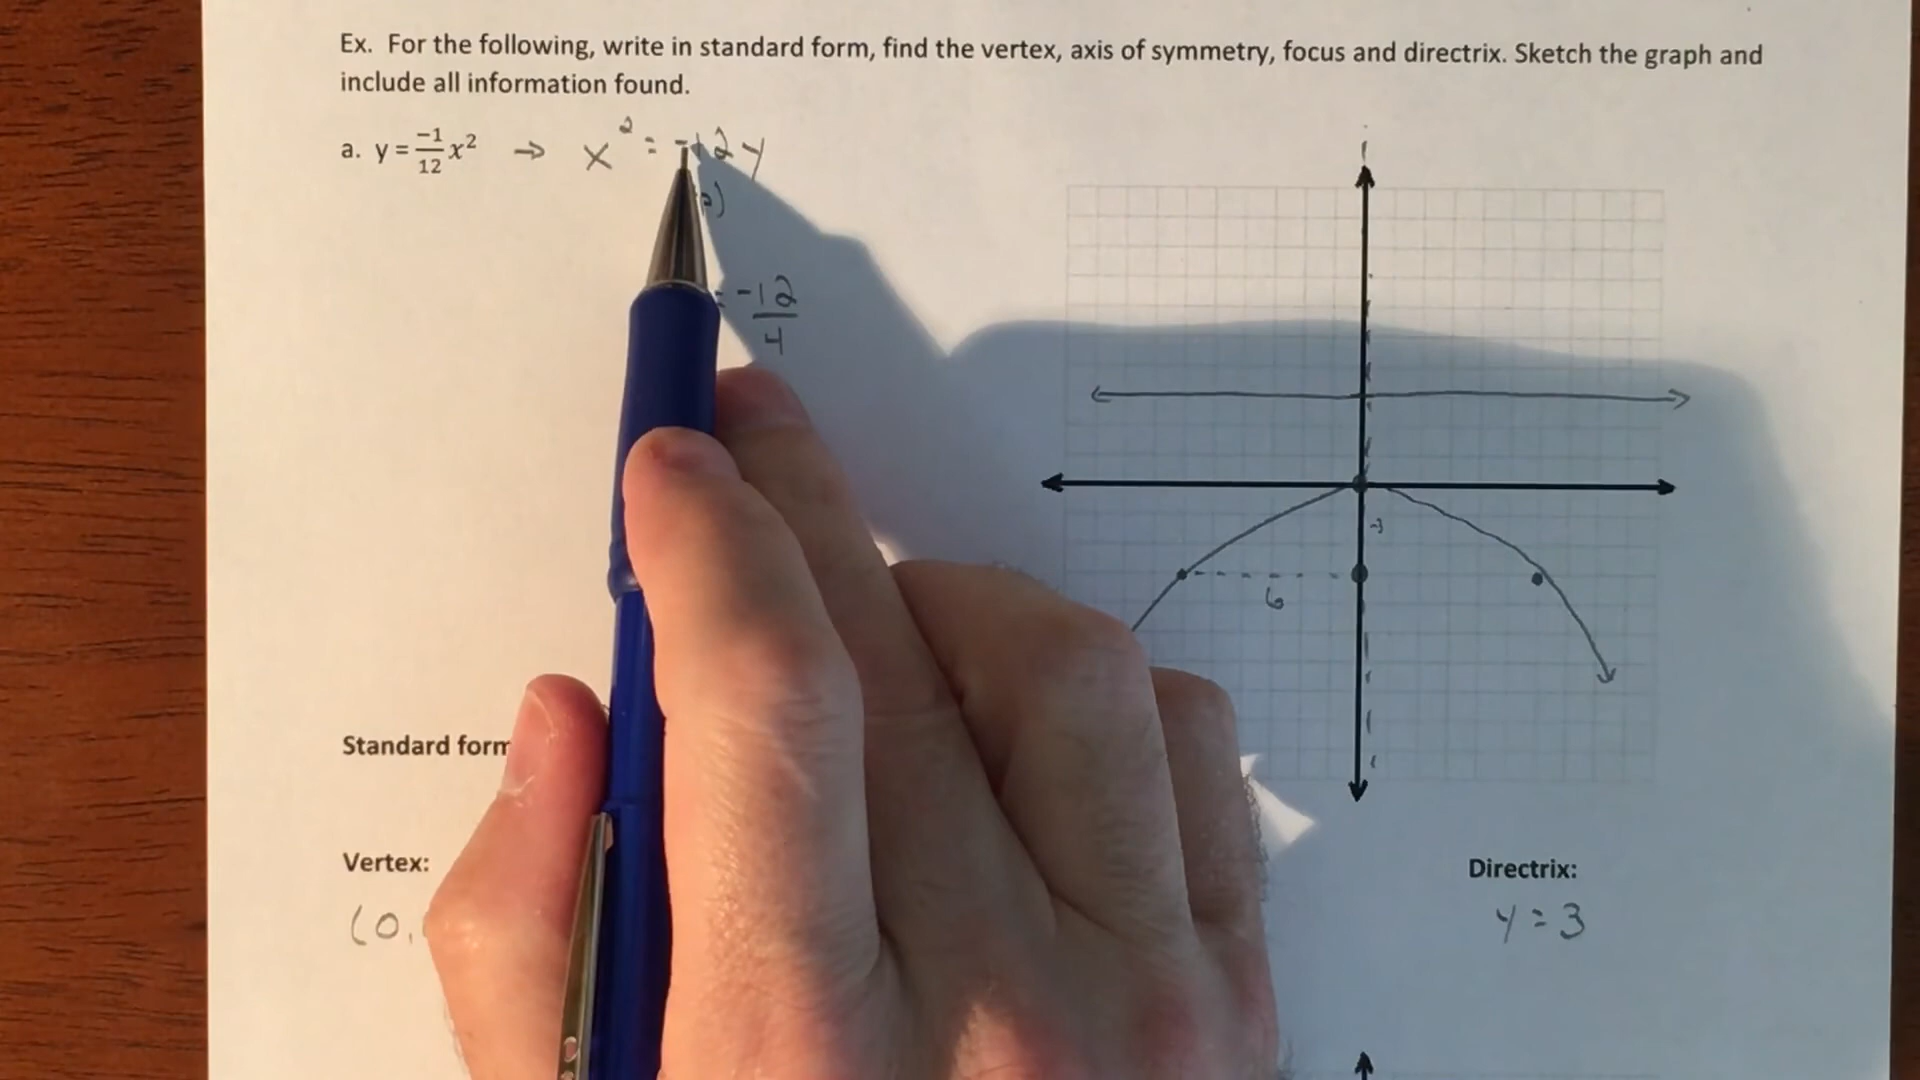 Ex. For the following, write in standard form, find the vertex, axis of symmetry, focus and directrix. Sketch the graph and
include all information found.
a. y = -1/12 x² → x² = -12y
p)
= -12/4
-3
6
Standard form
Vertex:
(0,
Directrix:
y = 3